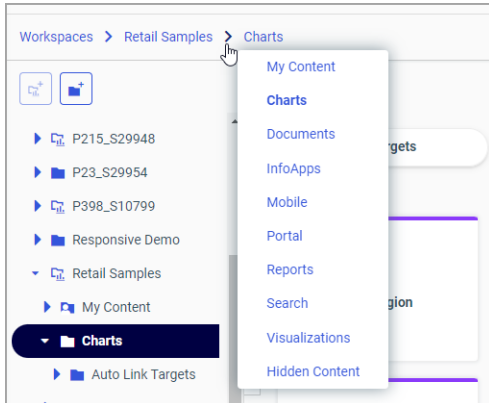 Workspaces > Retail Samples > Charts
My Content
Charts
Documents
InfoApps
Mobile
Portal
Reports
Search
Visualizations
Hidden Content
P215_S29948
P23_S29954
P398_S10799
Responsive Demo
Retail Samples
My Content
Charts
Auto Link Targets
rgets
gion